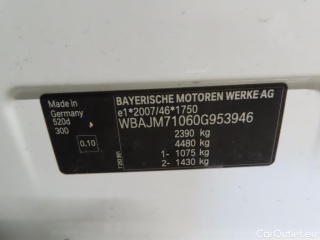 BAYERISCHE MOTOREN WERKE AG
Made in
Germany
520d
300
0.10
e1*2007/46*1750
WBAJM71060G953946
2390 kg
4480 kg
1- 1075 kg
2- 1430 kg
CarOutlet.eu